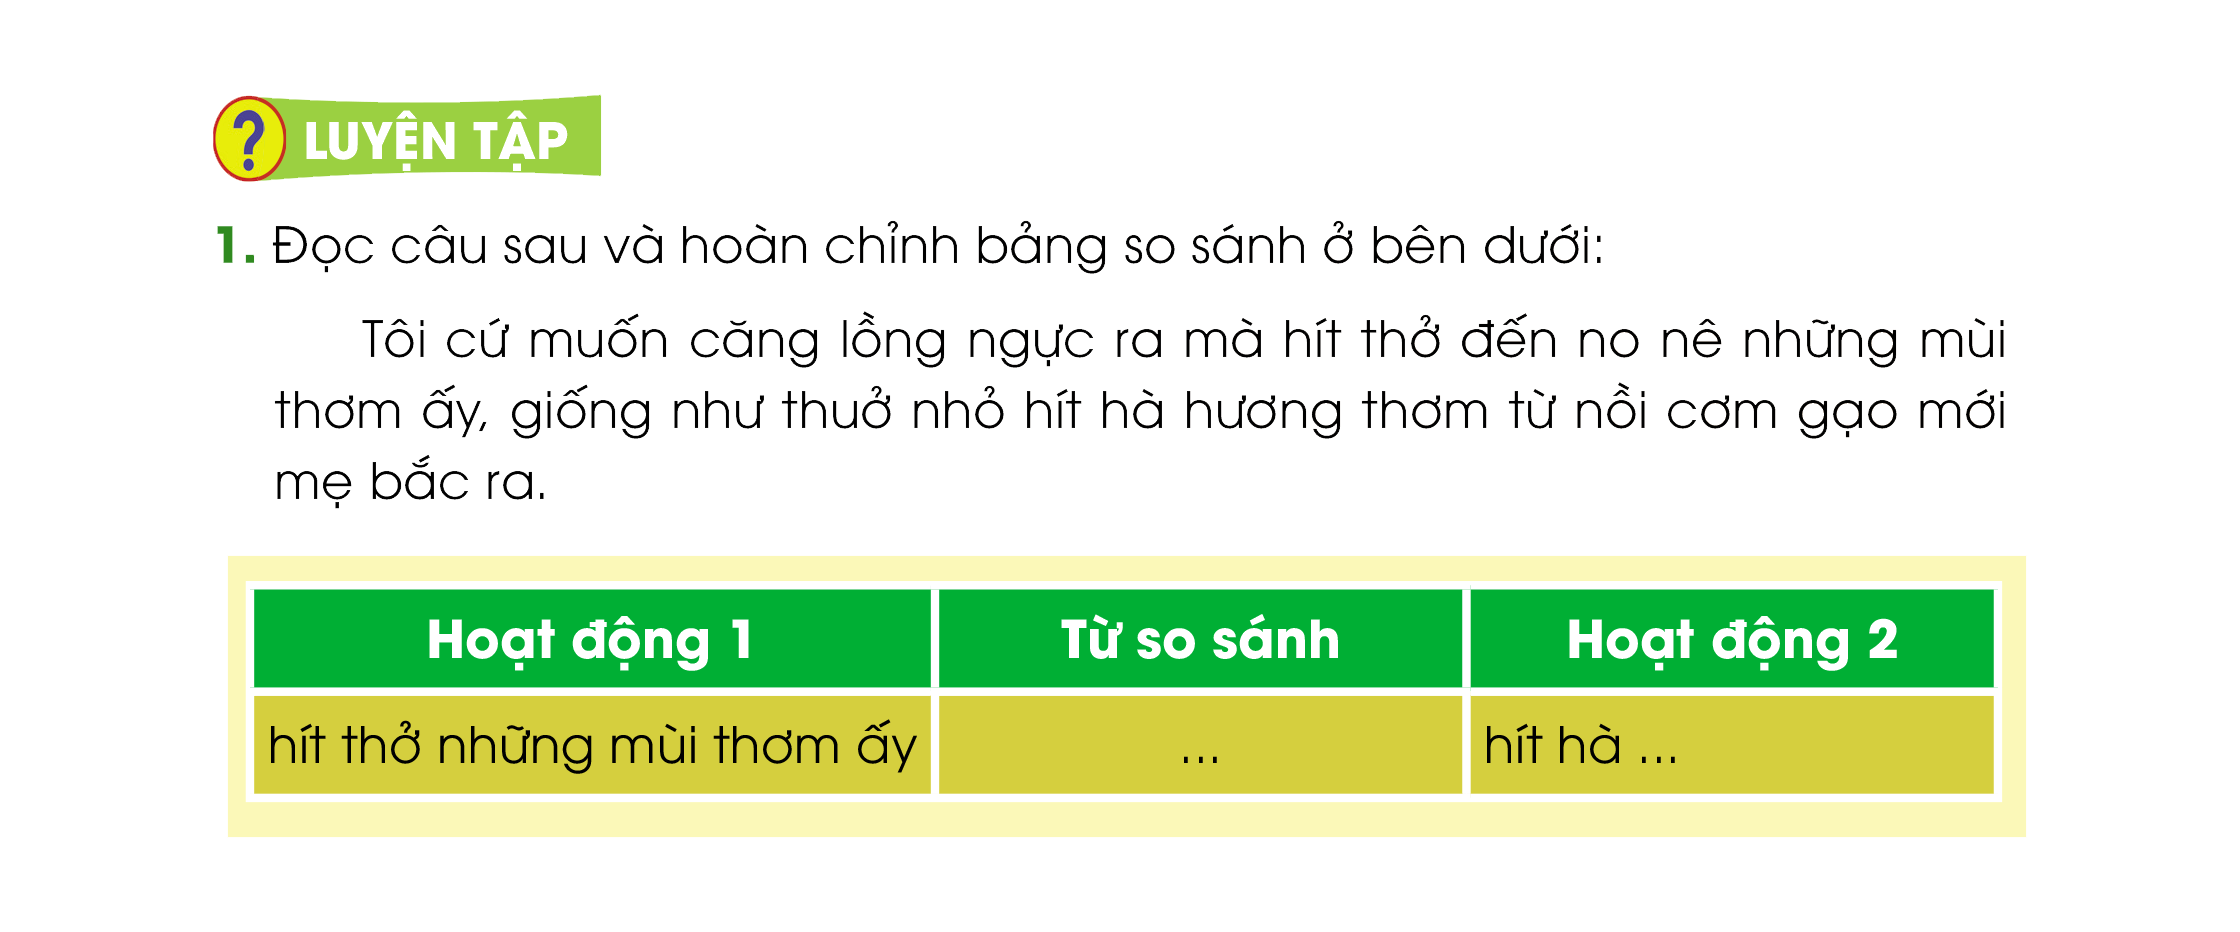 ? LUYỆN TẬP
1. Đọc câu sau và hoàn chỉnh bảng so sánh ở bên dưới:
Tôi cứ muốn căng lồng ngực ra mà hít thở đến no nê những mùi
thơm ấy, giống như thuở nhỏ hít hà hương thơm từ nồi cơm gạo mới
mẹ bắc ra.
Hoạt động 1 Từ so sánh Hoạt động 2
hít thở những mùi thơm ấy ... hít hà ...